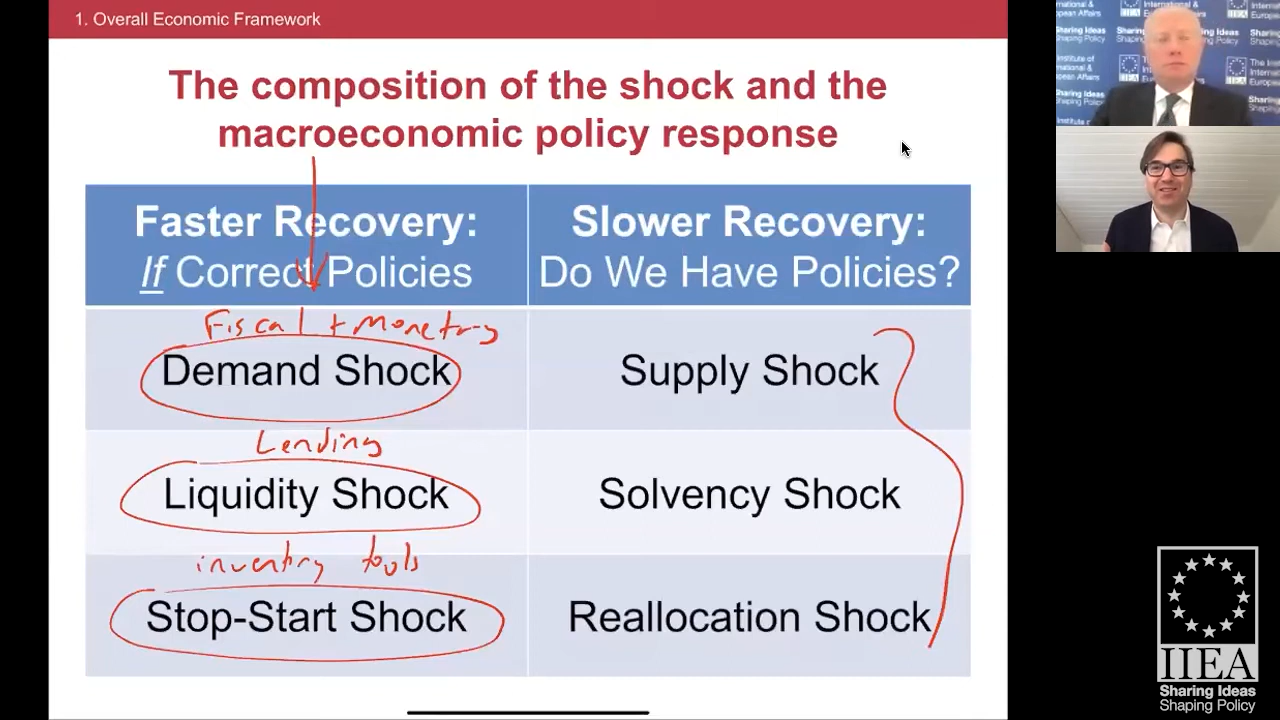 1. Overall Economic Framework
The composition of the shock and the
macroeconomic policy response
Faster Recovery:
If Correct Policies
Slower Recovery:
Do We Have Policies?
Fiscal + Monetary
Demand Shock
Supply Shock
Lending
Liquidity Shock
Solvency Shock
inventry tools
Stop-Start Shock
Reallocation Shock
Sharing Ideas
Shaping Policy
IIEA
Sharing Ideas
Shaping Policy